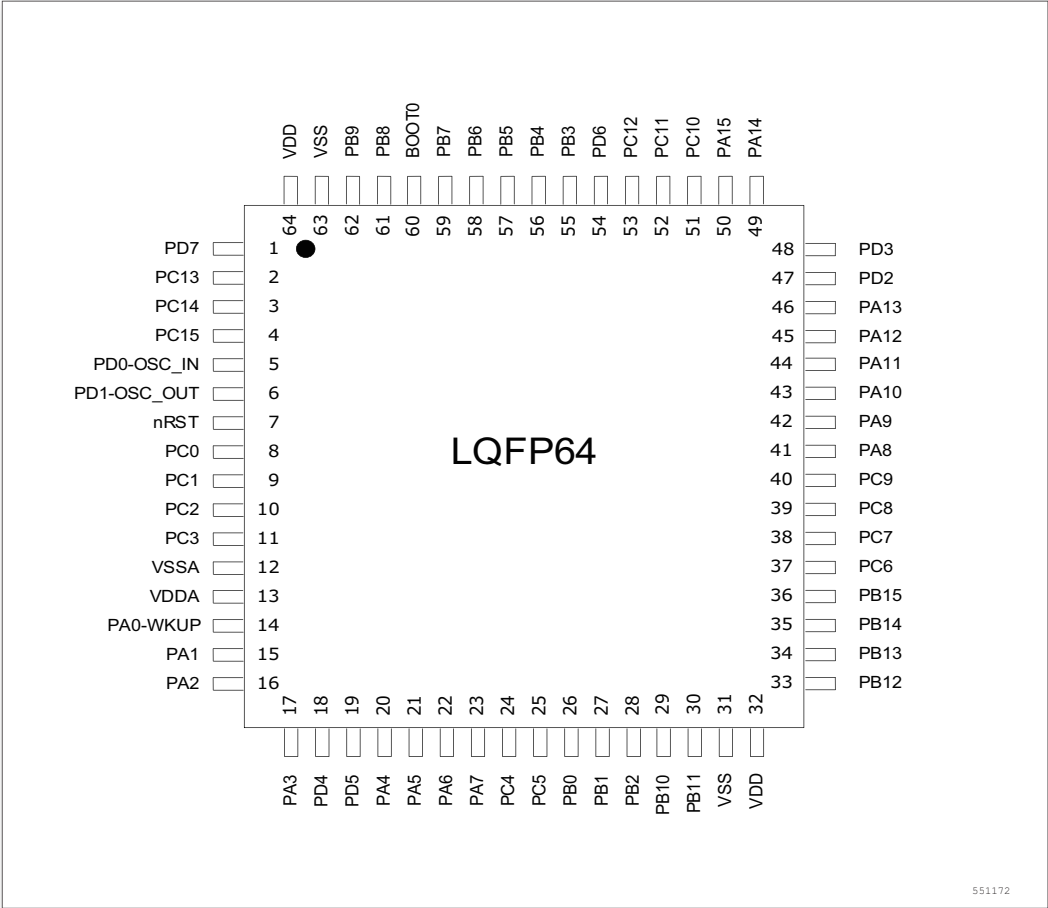 VDD
VSS
PB9
PB8
BOOT0
PB7
PB6
PB5
PB4
PB3
PD6
PC12
PC11
PC10
PA15
PA14
64
63
62
61
60
59
58
57
56
55
54
53
52
51
50
49
PD7 1
PC13 2
PC14 3
PC15 4
PD0-OSC_IN 5
PD1-OSC_OUT 6
nRST 7
PC0 8
PC1 9
PC2 10
PC3 11
VSSA 12
VDDA 13
PA0-WKUP 14
PA1 15
PA2 16
LQFP64
48 PD3
47 PD2
46 PA13
45 PA12
44 PA11
43 PA10
42 PA9
41 PA8
40 PC9
39 PC8
38 PC7
37 PC6
36 PB15
35 PB14
34 PB13
33 PB12
17
18
19
20
21
22
23
24
25
26
27
28
29
30
31
32
PA3
PD4
PD5
PA4
PA5
PA6
PA7
PC4
PC5
PB0
PB1
PB2
PB10
PB11
VSS
VDD
551172